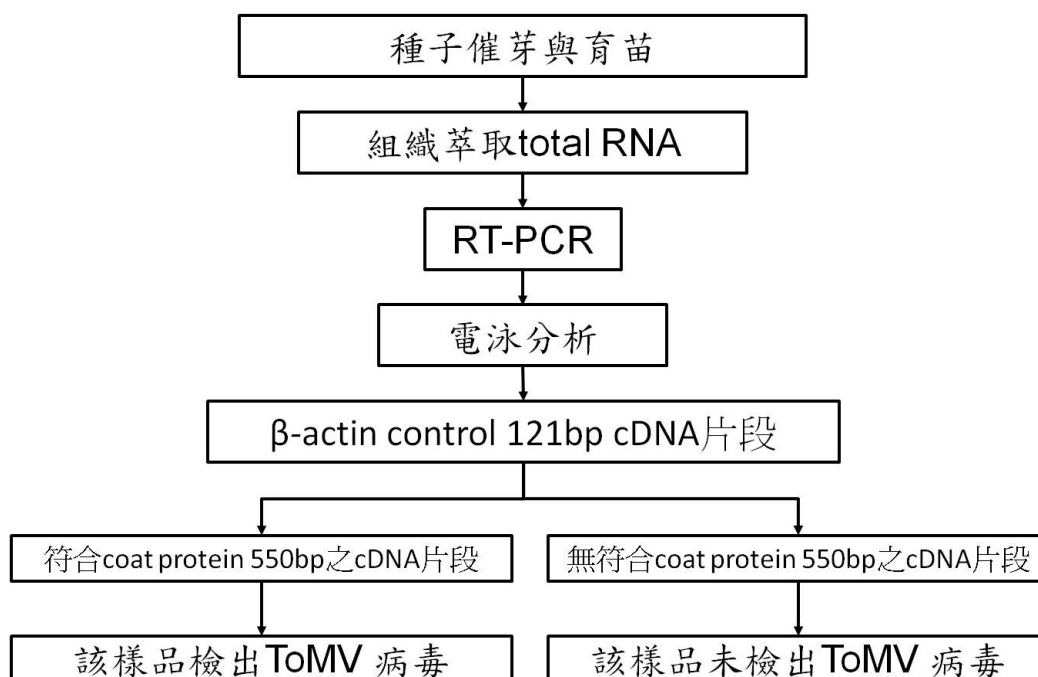 種子催芽與育苗
組織萃取total RNA
RT-PCR
電泳分析
β-actin control 121bp cDNA片段
符合coat protein 550bp之cDNA片段
無符合coat protein 550bp之cDNA片段
該樣品檢出ToMV 病毒
該樣品未檢出ToMV 病毒